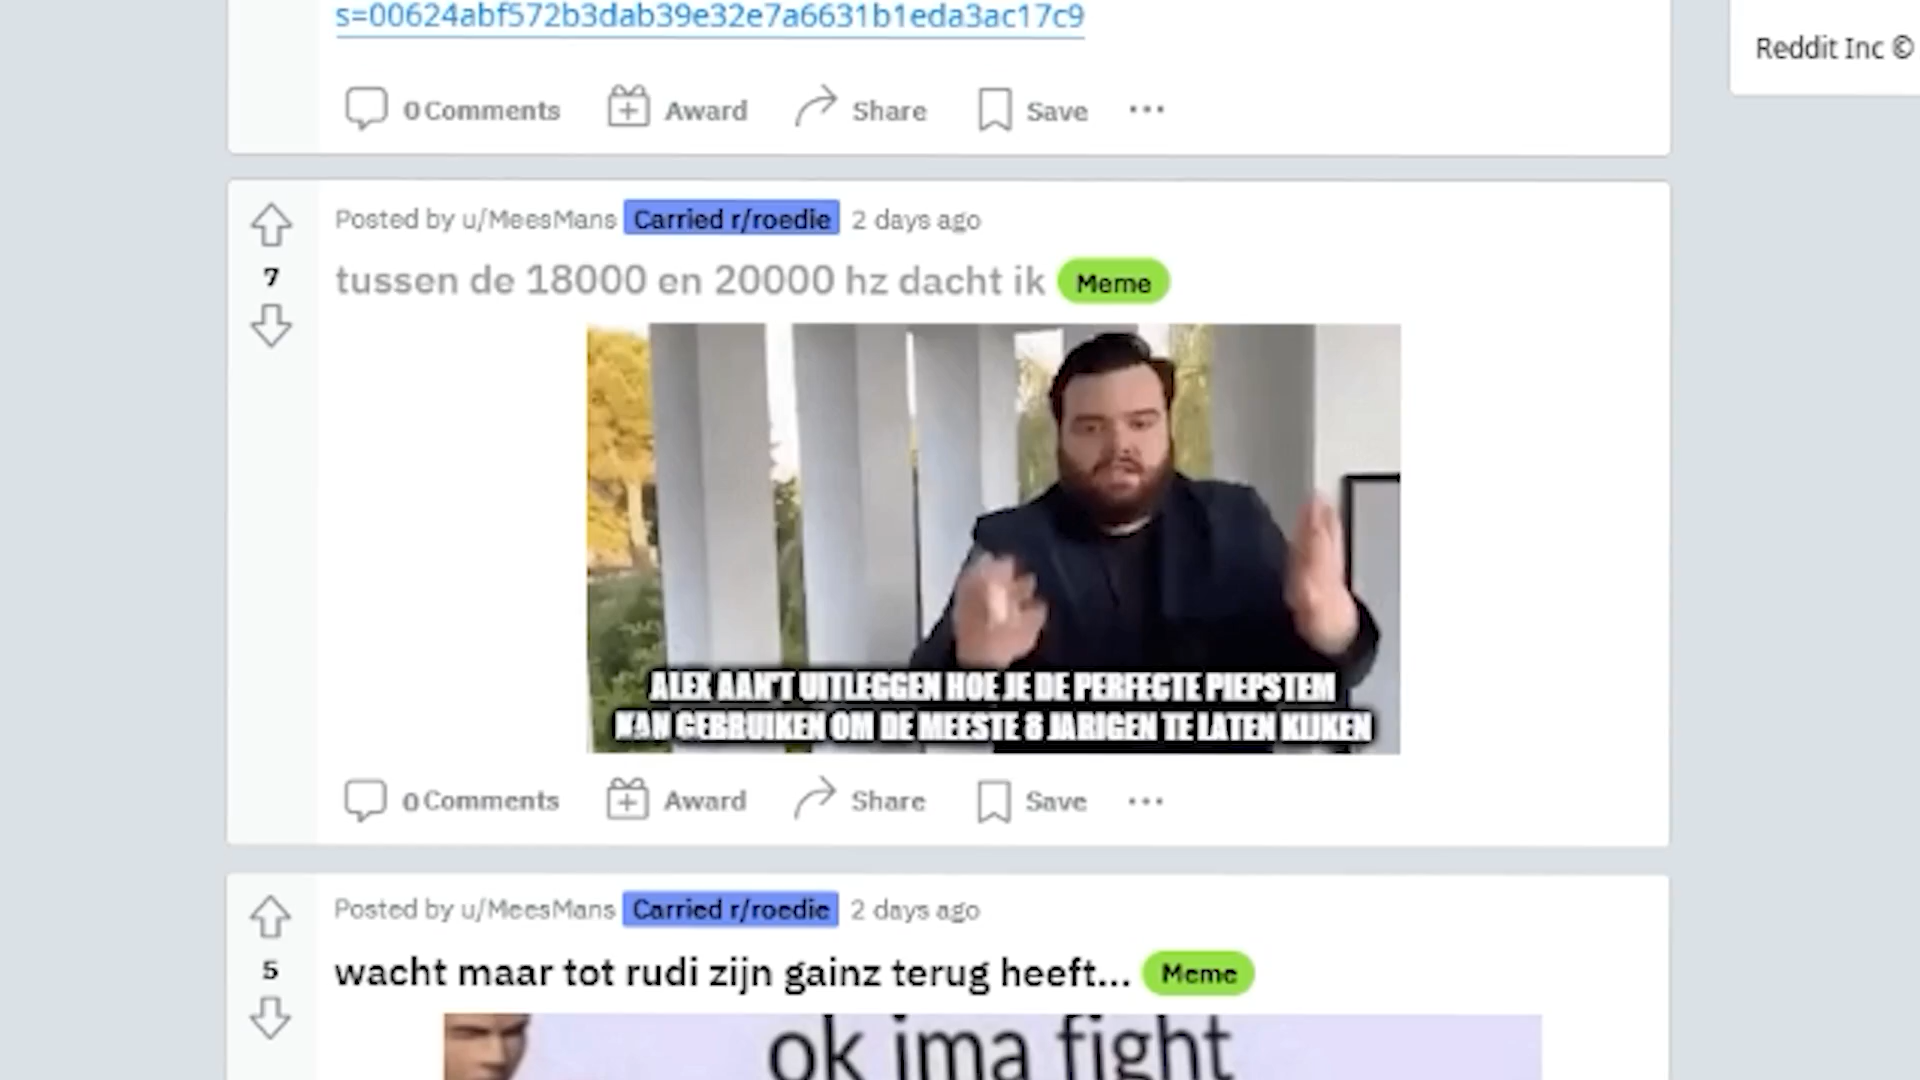 s=00624abf572b3dab39e32e7a6631b1eda3ac17c9
Reddit Inc ©
0 Comments Award Share Save ...
Posted by u/MeesMans Carried r/roedie 2 days ago
7
tussen de 18000 en 20000 hz dacht ik Meme
ALEX AAN'T UITLEGGEN HOE JE DE PERFECTE PIEPSTEM
KAN GEBRUIKEN OM DE MEESTE 8 JARIGEN TE LATEN KIJKEN
0 Comments Award Share Save ...
Posted by u/MeesMans Carried r/roedie 2 days ago
5
wacht maar tot rudi zijn gainz terug heeft... Meme
ok ima fight